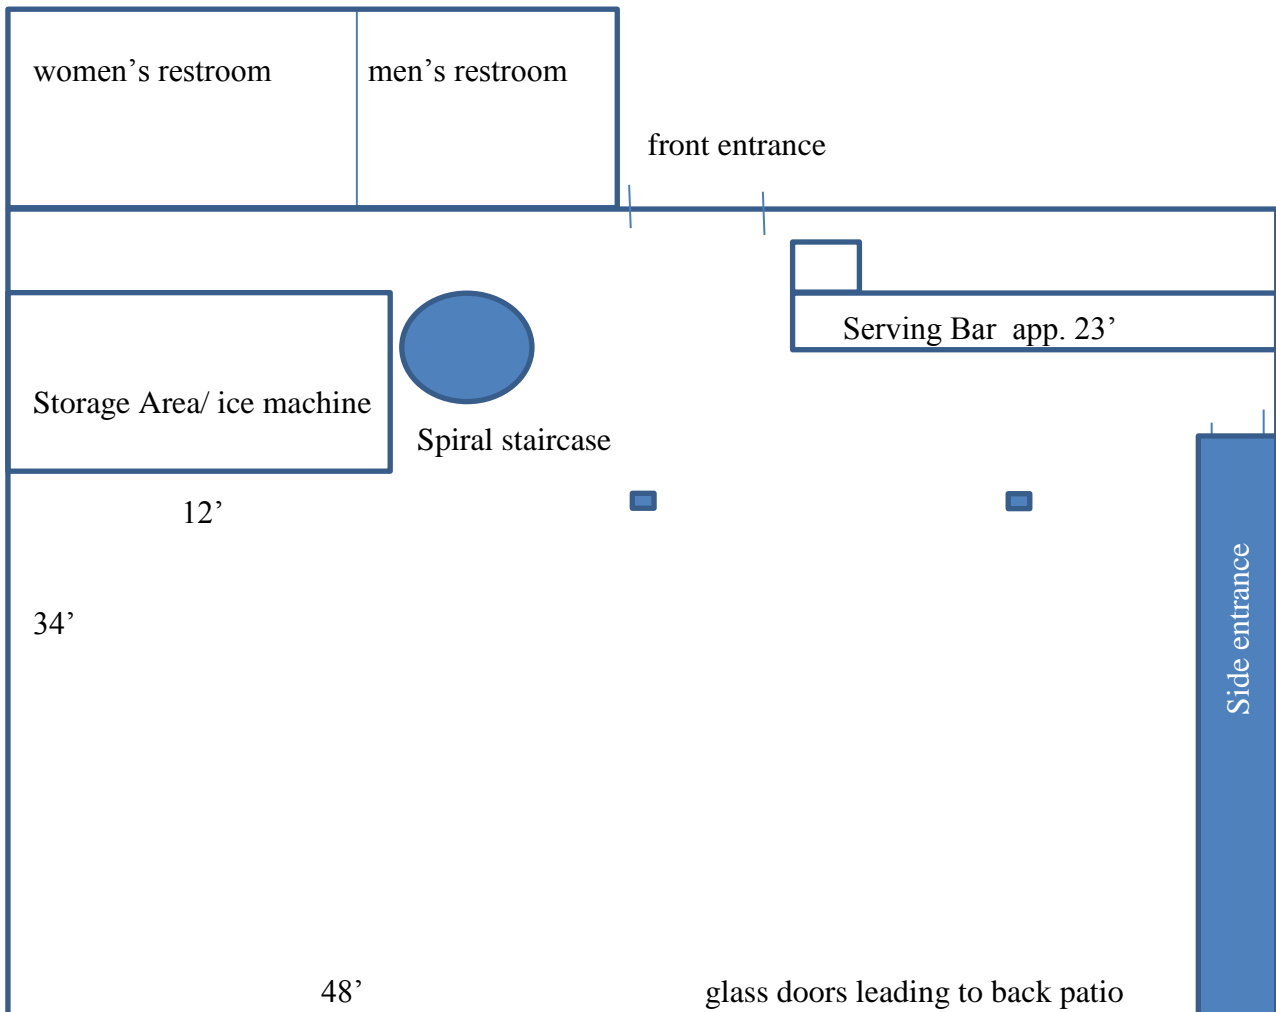 women’s restroom
men’s restroom
front entrance
Serving Bar  app. 23’
Storage Area/ ice machine
Spiral staircase
12’
Side entrance
34’
48’
glass doors leading to back patio